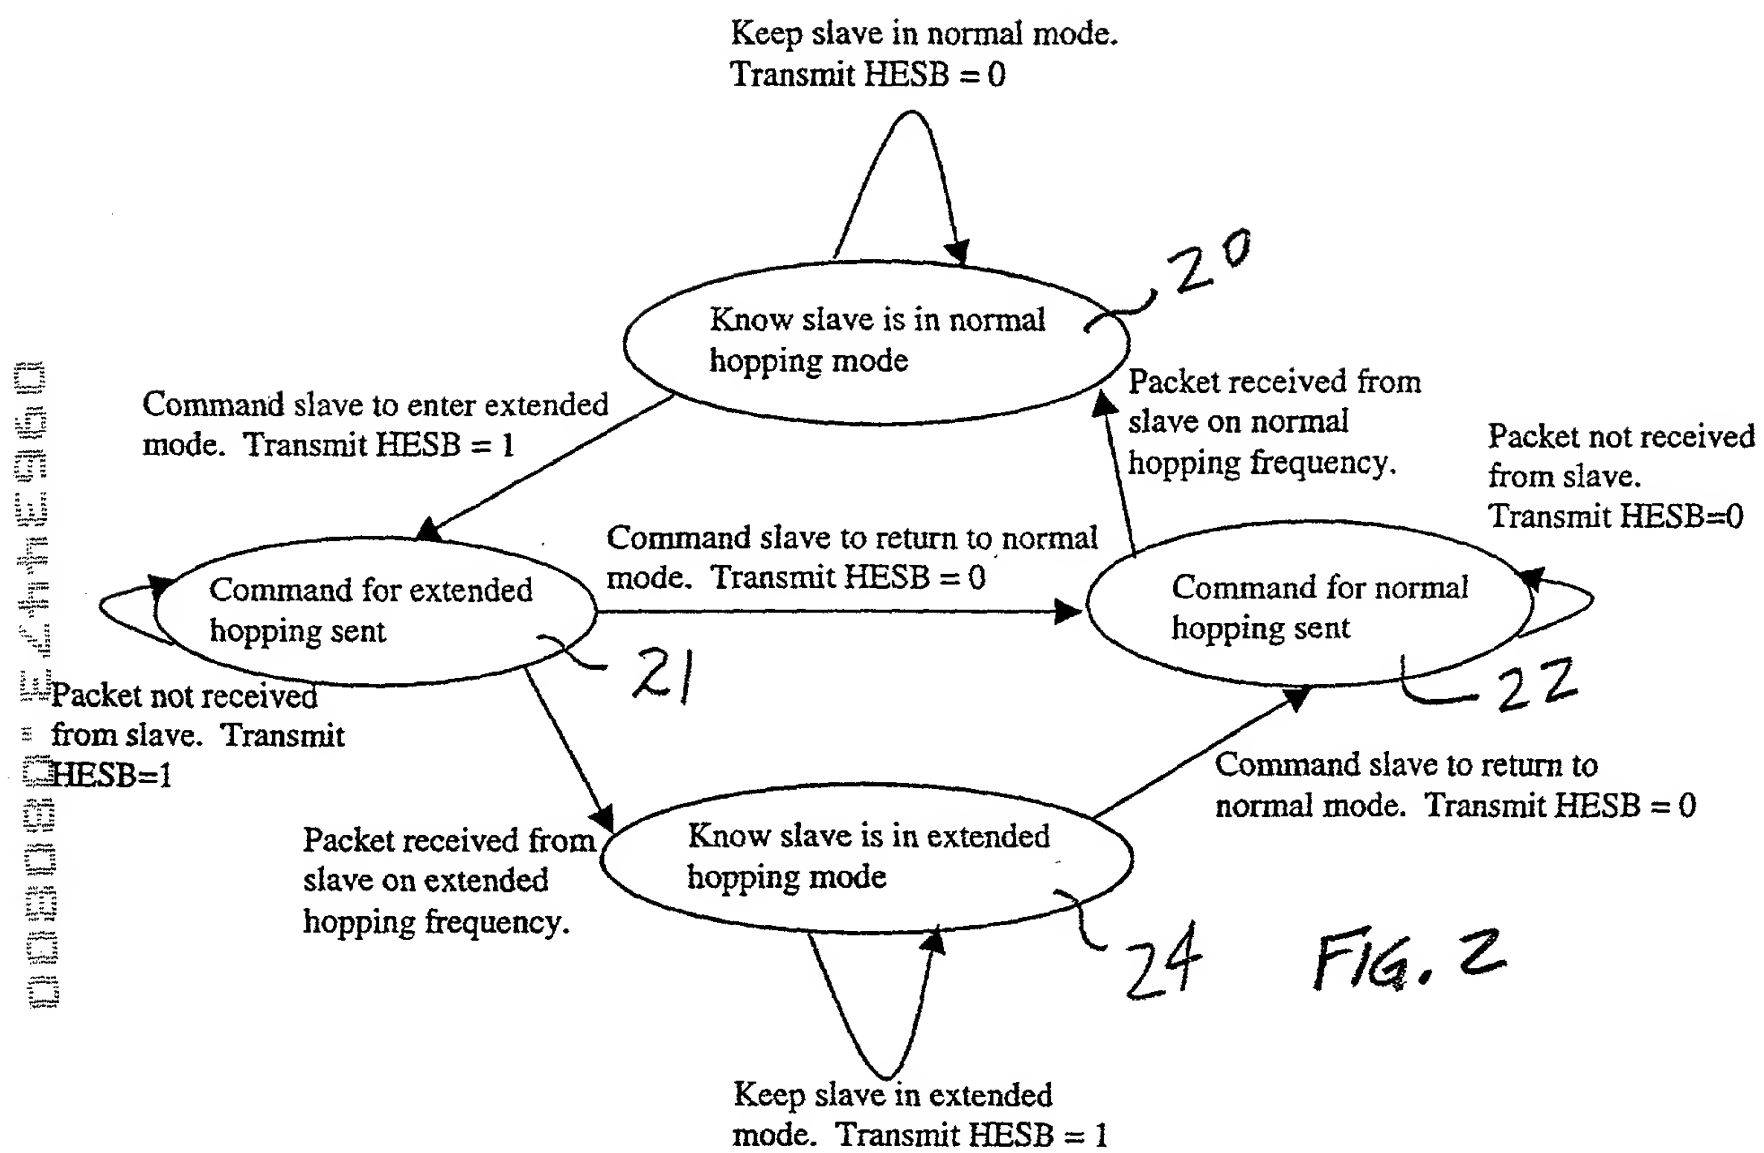 Keep slave in normal mode.
Transmit HESB = 0
20
Know slave is in normal
hopping mode
Packet received from
slave on normal
hopping frequency.
Command slave to enter extended
mode. Transmit HESB = 1
Packet not received
from slave.
Transmit HESB=0
Command slave to return to normal
mode. Transmit HESB = 0
Command for extended
hopping sent
21
Command for normal
hopping sent
22
Packet not received
from slave. Transmit
HESB=1
Command slave to return to
normal mode. Transmit HESB = 0
Packet received from
slave on extended
hopping frequency.
Know slave is in extended
hopping mode
24
FIG. 2
Keep slave in extended
mode. Transmit HESB = 1